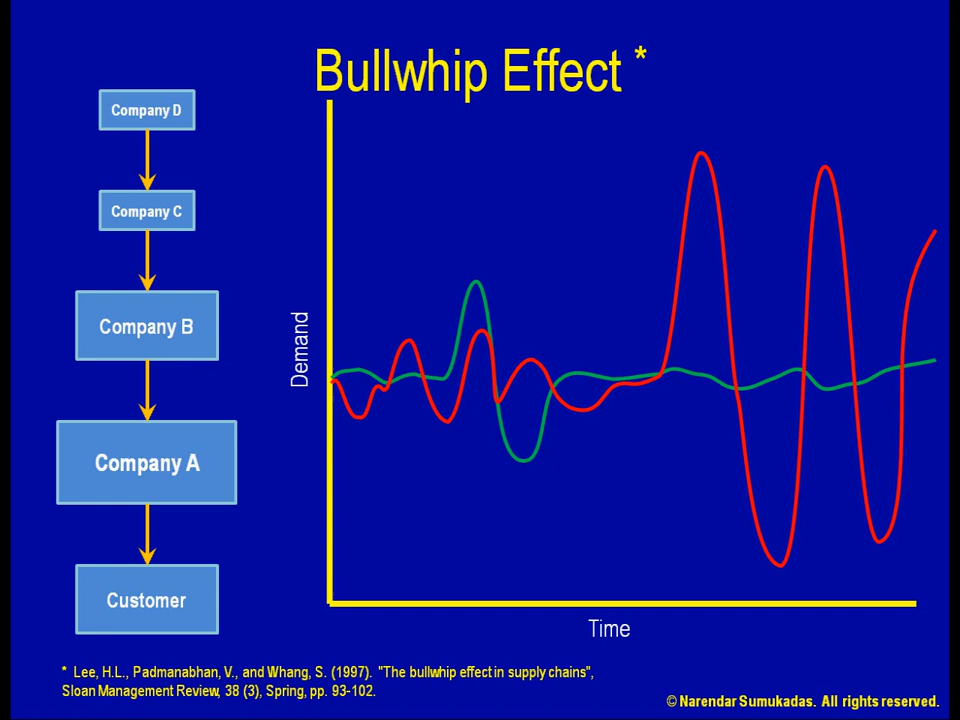 Bullwhip Effect *
Company D
Company C
Company B
Company A
Customer
Demand
Time
* Lee, H.L., Padmanabhan, V., and Whang, S. (1997). "The bullwhip effect in supply chains",
Sloan Management Review, 38 (3), Spring, pp. 93-102.
© Narendar Sumukadas. All rights reserved.